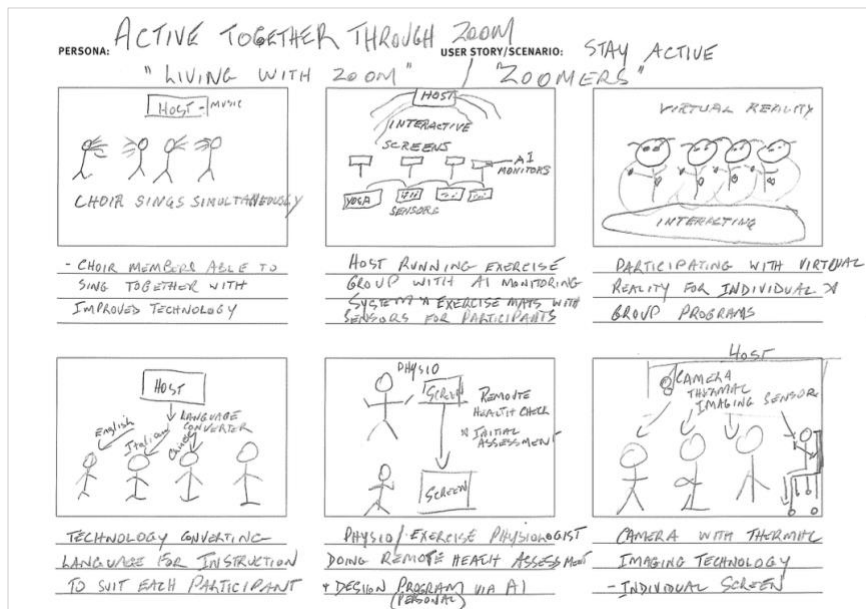 PERSONA: ACTIVE TOGETHER THROUGH ZOOM
USER STORY/SCENARIO: STAY ACTIVE
"LIVING WITH ZOOM" "ZOOMERS"
HOST - MUSIC
CHOIR SINGS SIMULTANEOUSLY
- CHOIR MEMBERS ABLE TO
SING TOGETHER WITH
IMPROVED TECHNOLOGY
HOST
INTERACTIVE
SCREENS
AI
MONITORS
YOGA
SENSORS
HOST RUNNING EXERCISE
GROUP WITH AI MONITORING
SYSTEM & EXERCISE MATS WITH
SENSORS FOR PARTICIPANTS
VIRTUAL REALITY
INTERACTING
PARTICIPATING WITH VIRTUAL
REALITY FOR INDIVIDUAL &
GROUP PROGRAMS
HOST
LANGUAGE
CONVERTER
English
Italian
TECHNOLOGY CONVERTING
LANGUAGE FOR INSTRUCTION
TO SUIT EACH PARTICIPANT
PHYSIO
SCREEN
REMOTE
HEALTH CHECK
& INITIAL
ASSESSMENT
SCREEN
PHYSIO/EXERCISE PHYSIOLOGIST
DOING REMOTE HEALTH ASSESSMENT
+ DESIGN PROGRAM VIA AI
(PERSONAL)
HOST
CAMERA
THERMAL
IMAGING SENSOR
CAMERA WITH THERMAL
IMAGING TECHNOLOGY
- INDIVIDUAL SCREEN